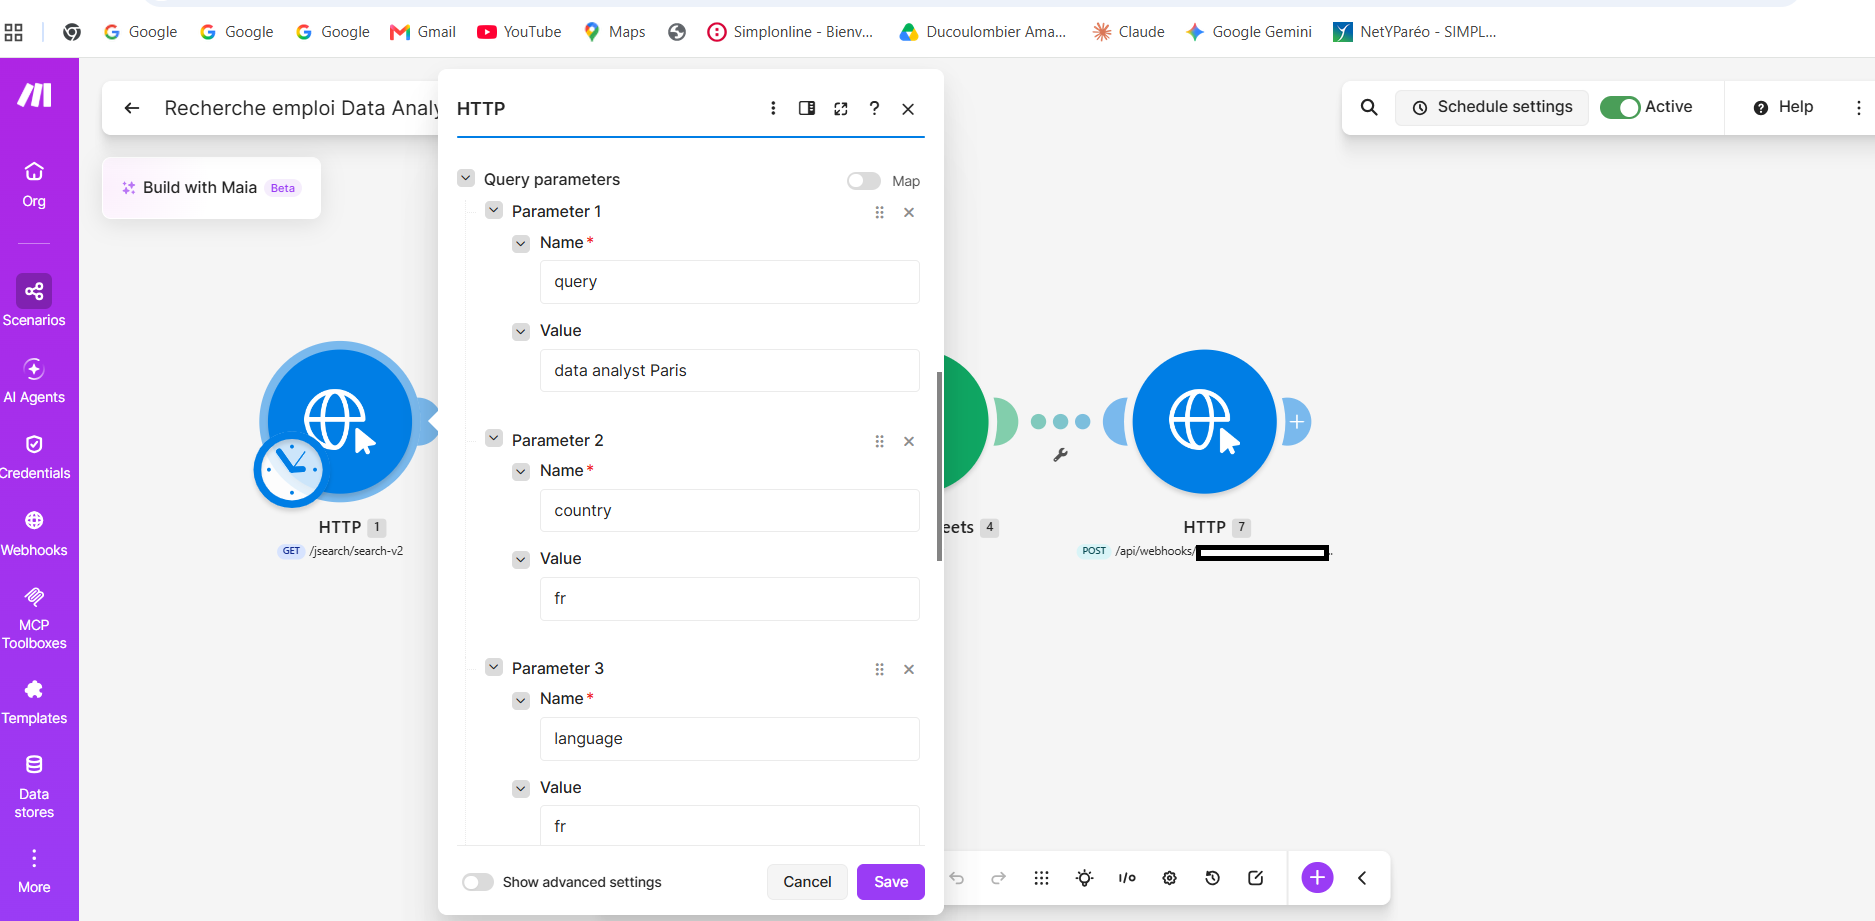 Google
Google
Google
Gmail
YouTube
Maps
Simplonline - Bienv...
Ducoulombier Ama...
Claude
Google Gemini
NetYParéo - SIMPL...
Recherche emploi Data Analy
Build with Maia Beta
Org
Scenarios
AI Agents
Credentials
Webhooks
MCP
Toolboxes
Templates
Data
stores
More
HTTP 1
GET /jsearch/search-v2
HTTP
Query parameters
Map
Parameter 1
Name *
query
Value
data analyst Paris
Parameter 2
Name *
country
Value
fr
Parameter 3
Name *
language
Value
fr
Show advanced settings
Cancel
Save
eets 4
HTTP 7
POST /api/webhooks/ ..
Schedule settings
Active
Help